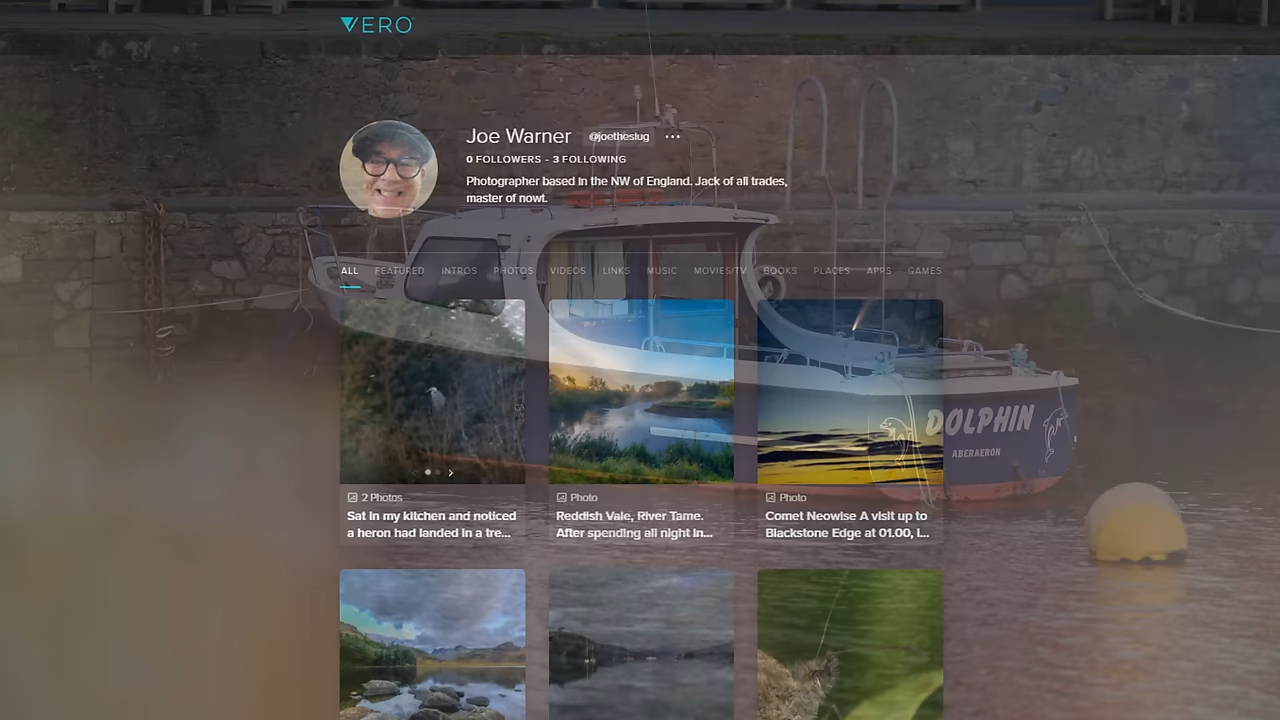 VERO
Joe Warner @joetheslug
0 FOLLOWERS - 3 FOLLOWING
Photographer based in the NW of England. Jack of all trades,
master of nowt.
ALL FEATURED INTROS PHOTOS VIDEOS LINKS MUSIC MOVIES/TV BOOKS PLACES APPS GAMES
DOLPHIN
ABERAERON
2 Photos Photo Photo
Sat in my kitchen and noticed
a heron had landed in a tre...
Reddish Vale, River Tame.
After spending all night in...
Comet Neowise A visit up to
Blackstone Edge at 01.00, I...